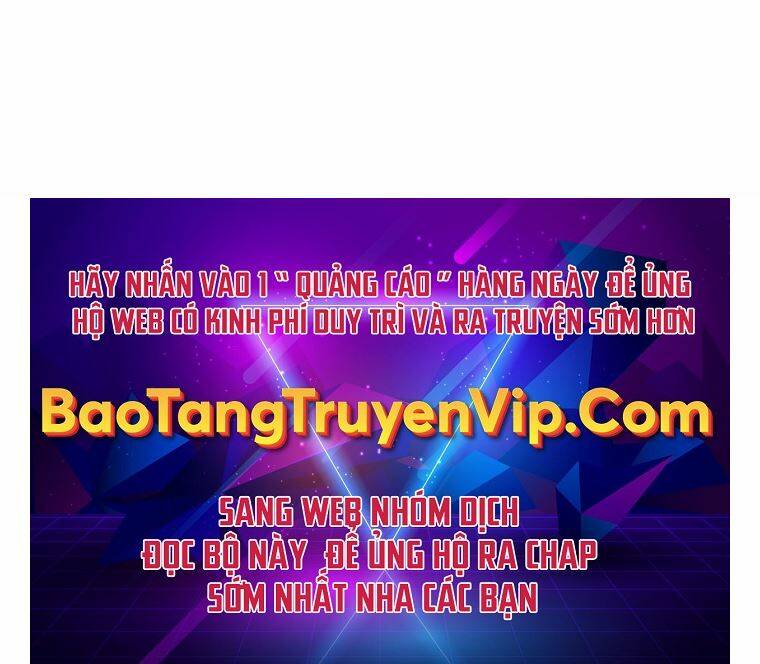 HÃY NHẤN VÀO 1 “ QUẢNG CÁO ” HÀNG NGÀY ĐỂ ỦNG
HỘ WEB CÓ KINH PHÍ DUY TRÌ VÀ RA TRUYỆN SỚM HƠN
BaoTangTruyenVip.Com
SANG WEB NHÓM DỊCH
ĐỌC BỘ NÀY ĐỂ ỦNG HỘ RA CHAP
SỚM NHẤT NHA CÁC BẠN